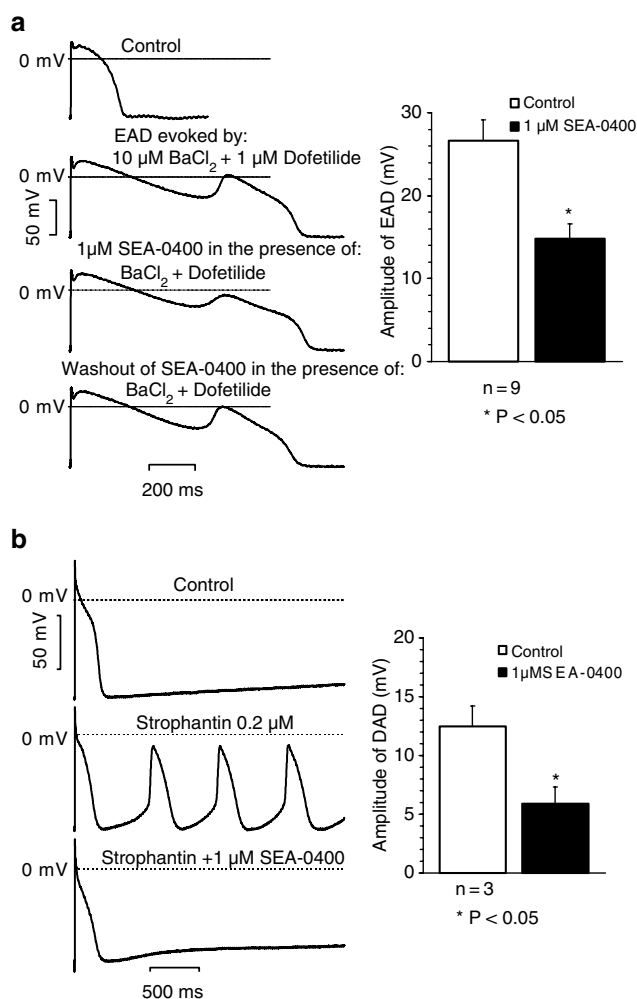 a
Control
0 mV
EAD evoked by:
10 µM BaCl2 + 1 µM Dofetilide
0 mV
50 mV
1µM SEA-0400 in the presence of:
BaCl2 + Dofetilide
0 mV
Washout of SEA-0400 in the presence of:
BaCl2 + Dofetilide
0 mV
200 ms
Control
1 µM SEA-0400
Amplitude of EAD (mV)
30
20
10
0
*
n=9
* P < 0.05
b
Control
0 mV
50 mV
Strophantin 0.2 µM
0 mV
Strophantin +1 µM SEA-0400
0 mV
500 ms
Control
1µMS EA-0400
Amplitude of DAD (mV)
20
15
10
5
0
*
n=3
* P < 0.05